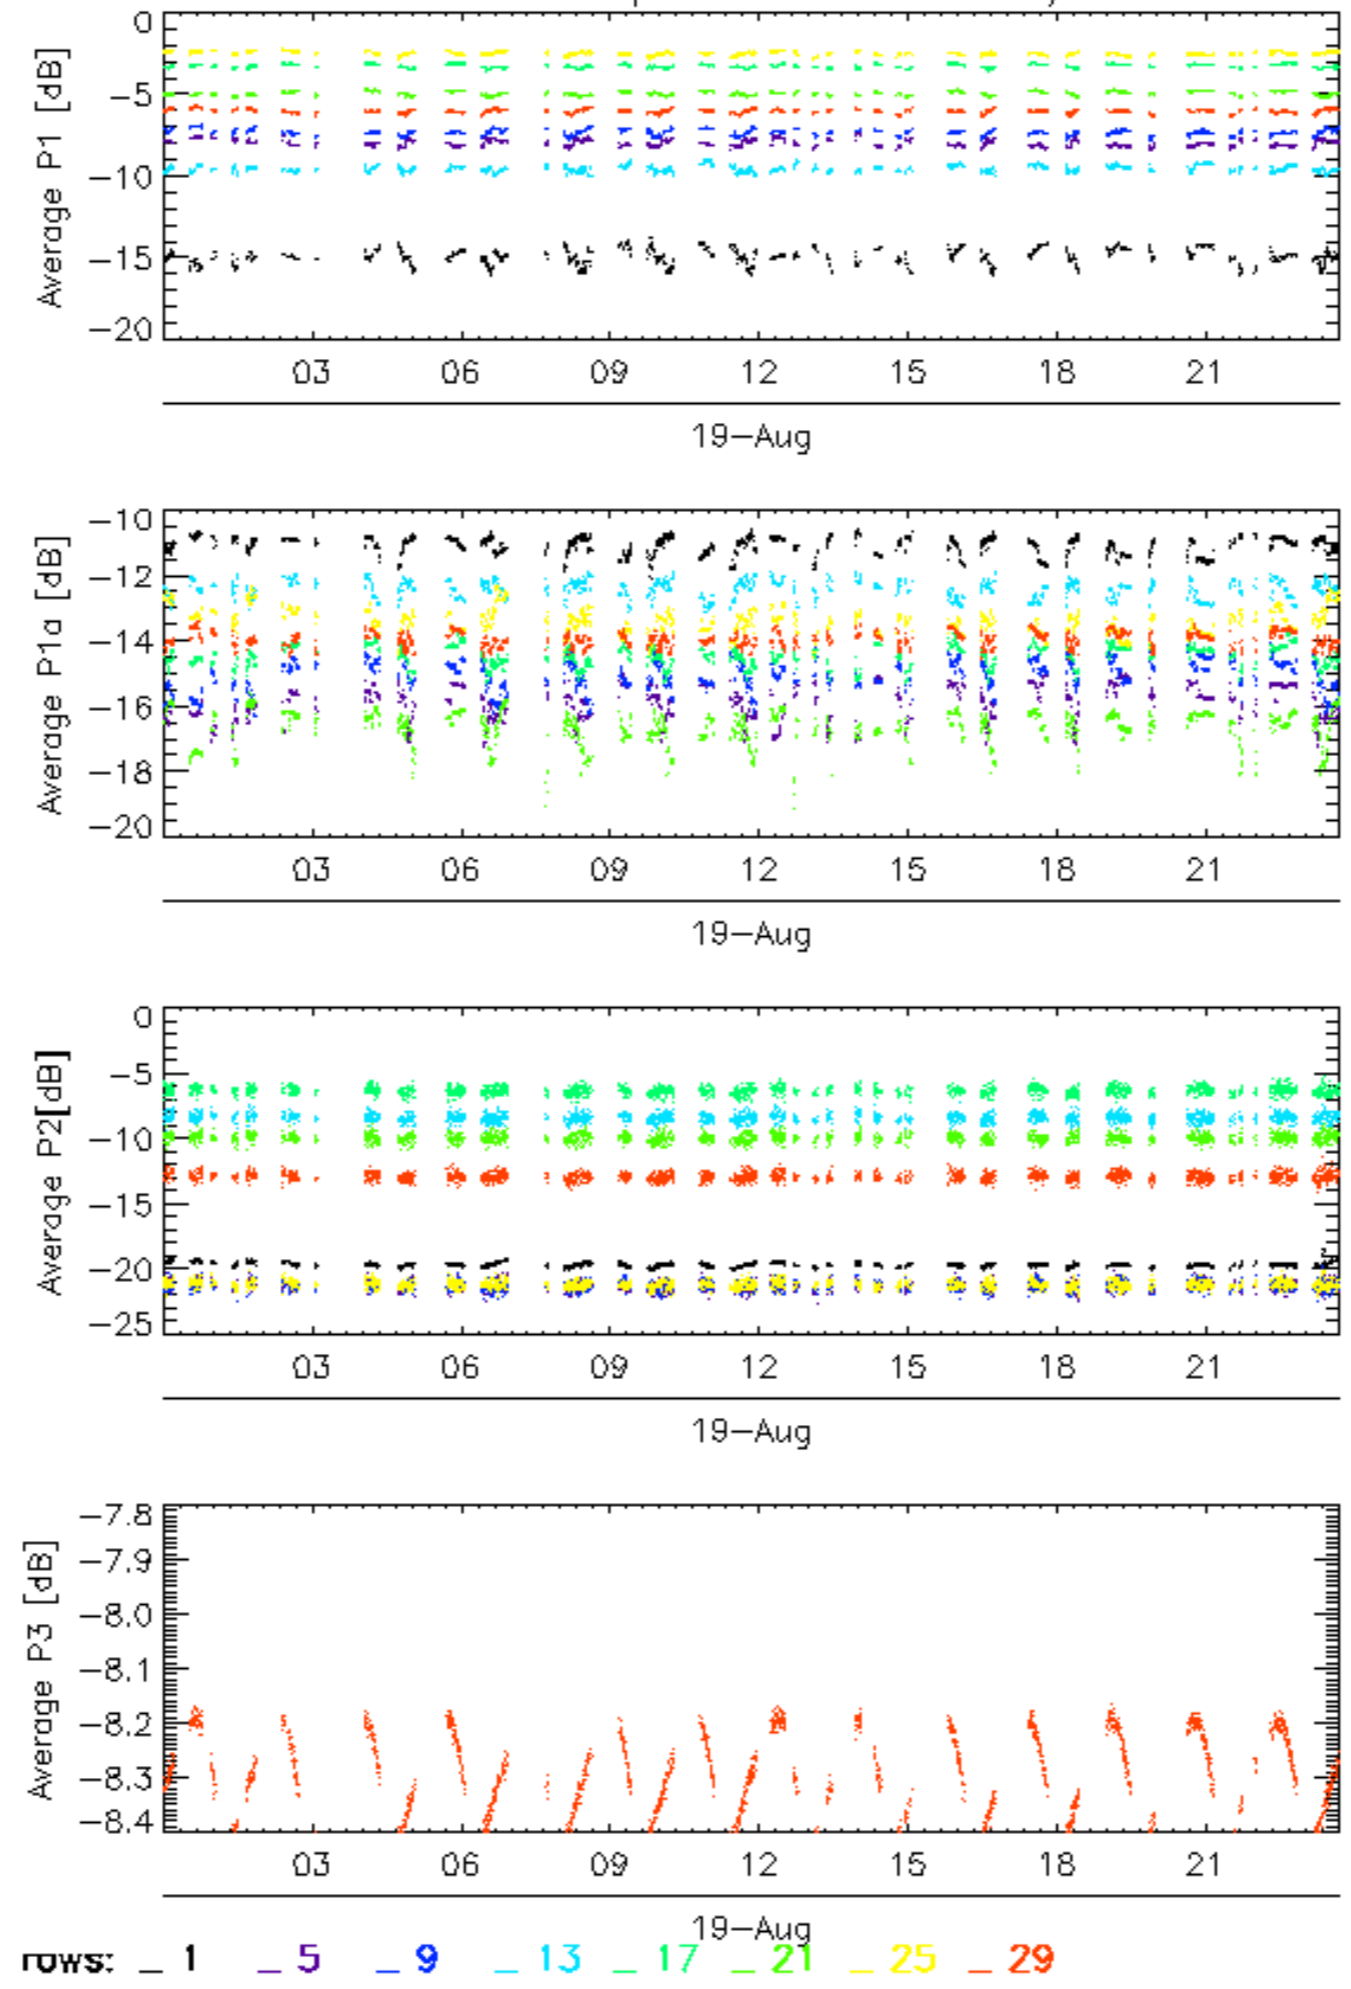 0
−5
−10
−15
−20
Average P1 [dB]
03 06 09 12 15 18 21
19−Aug
−10
−12
−14
−16
−18
−20
Average P1a [dB]
03 06 09 12 15 18 21
19−Aug
0
−5
−10
−15
−20
−25
Average P2[dB]
03 06 09 12 15 18 21
19−Aug
−7.8
−7.9
−8.0
−8.1
−8.2
−8.3
−8.4
Average P3 [dB]
03 06 09 12 15 18 21
19−Aug
rows: _ 1 _ 5 _ 9 _ 13 _ 17 _ 21 _ 25 _ 29